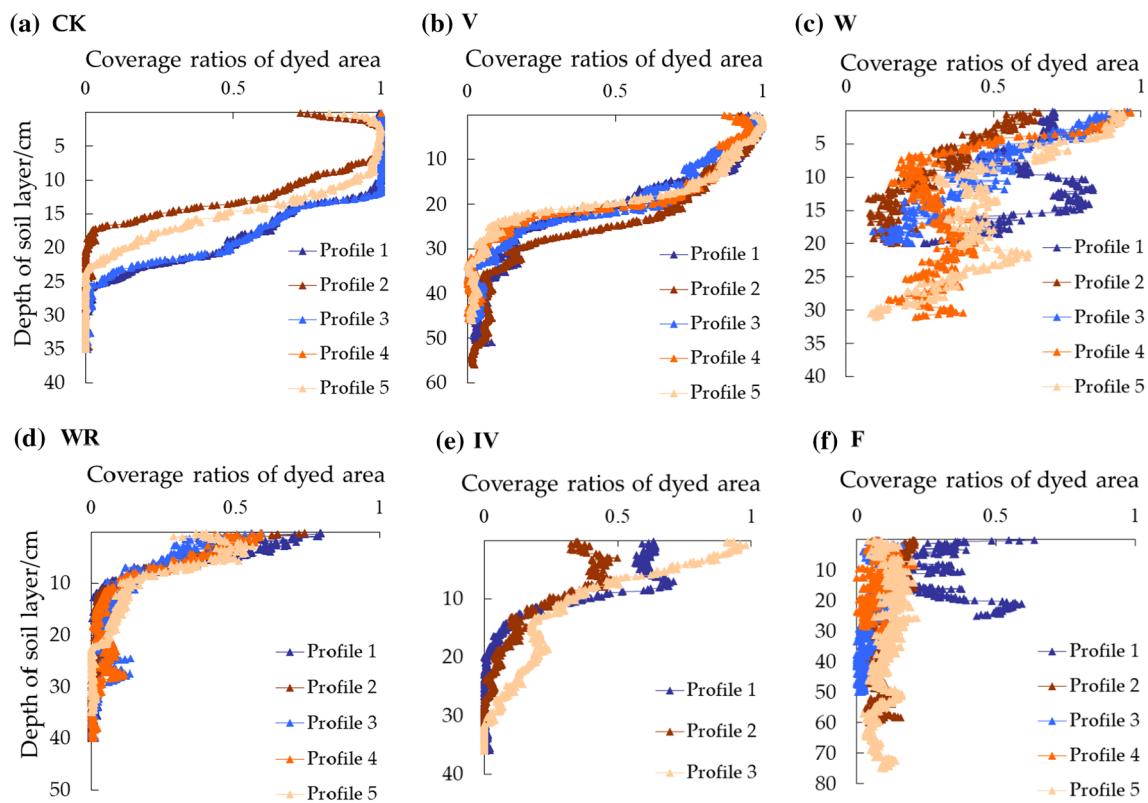 (a) CK
Coverage ratios of dyed area
0 0.5 1
Depth of soil layer/cm
5
10
15
20
25
30
35
40
Profile 1
Profile 2
Profile 3
Profile 4
Profile 5
(b) V
Coverage ratios of dyed area
0 0.5 1
10
20
30
40
50
60
Profile 1
Profile 2
Profile 3
Profile 4
Profile 5
(c) W
Coverage ratios of dyed area
0 0.5 1
5
10
15
20
25
30
35
40
Profile 1
Profile 2
Profile 3
Profile 4
Profile 5
(d) WR
Coverage ratios of dyed area
0 0.5 1
Depth of soil layer/cm
10
20
30
40
50
Profile 1
Profile 2
Profile 3
Profile 4
Profile 5
(e) IV
Coverage ratios of dyed area
0 0.5 1
10
20
30
40
Profile 1
Profile 2
Profile 3
(f) F
Coverage ratios of dyed area
0 0.5 1
10
20
30
40
50
60
70
80
Profile 1
Profile 2
Profile 3
Profile 4
Profile 5